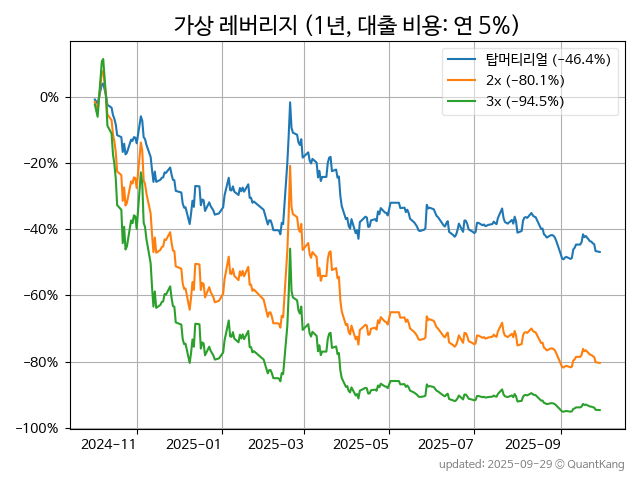 가상 레버리지 (1년, 대출 비용: 연 5%)
탑머티리얼 (−46.4%)
2x (−80.1%)
3x (−94.5%)
0%
−20%
−40%
−60%
−80%
−100%
2024-11 2025-01 2025-03 2025-05 2025-07 2025-09
updated: 2025-09-29 © QuantKang